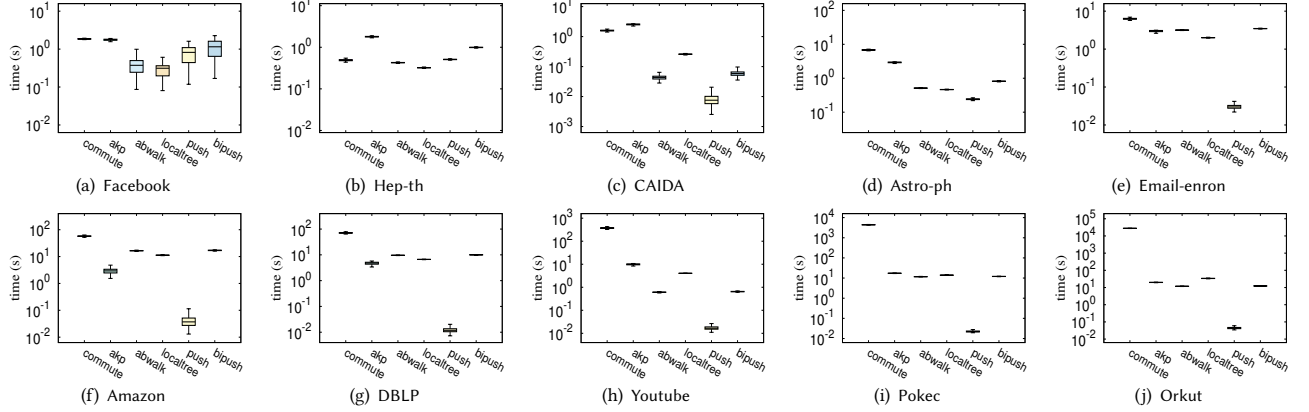 time (s)
10^2
10^1
10^0
10^-1
10^-2
commute
akp
abwalk
localtree
push
bipush
(a) Facebook
time (s)
10^1
10^0
10^-1
10^-2
commute
akp
abwalk
localtree
push
bipush
(b) Hep-th
time (s)
10^1
10^0
10^-1
10^-2
10^-3
commute
akp
abwalk
localtree
push
bipush
(c) CAIDA
time (s)
10^2
10^1
10^0
10^-1
commute
akp
abwalk
localtree
push
bipush
(d) Astro-ph
time (s)
10^1
10^0
10^-1
10^-2
commute
akp
abwalk
localtree
push
bipush
(e) Email-enron
time (s)
10^2
10^1
10^0
10^-1
10^-2
commute
akp
abwalk
localtree
push
bipush
(f) Amazon
time (s)
10^2
10^1
10^0
10^-1
10^-2
commute
akp
abwalk
localtree
push
bipush
(g) DBLP
time (s)
10^3
10^2
10^1
10^0
10^-1
10^-2
commute
akp
abwalk
localtree
push
bipush
(h) Youtube
time (s)
10^4
10^3
10^2
10^1
10^0
10^-1
10^-2
commute
akp
abwalk
localtree
push
bipush
(i) Pokec
time (s)
10^5
10^4
10^3
10^2
10^1
10^0
10^-1
10^-2
commute
akp
abwalk
localtree
push
bipush
(j) Orkut